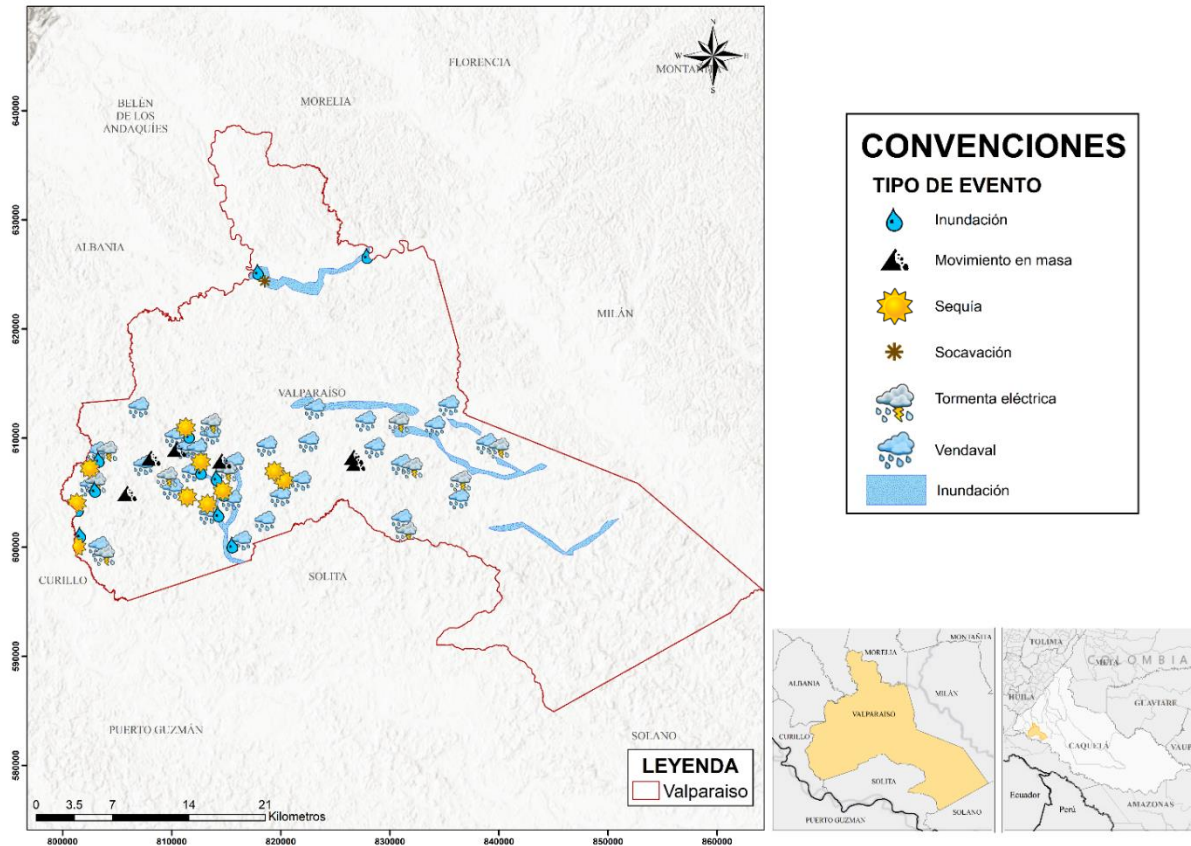 N
W
E
S
FLORENCIA
MONTAÑITA
MORELIA
BELÉN
DE LOS
ANDAQUÍES
ALBANIA
MILÁN
VALPARAÍSO
CURILLO
SOLITA
PUERTO GUZMÁN
SOLANO
640000
630000
620000
610000
600000
590000
580000
800000
810000
820000
830000
840000
850000
860000
0
3.5
7
14
21
Kilometros
LEYENDA
Valparaiso
CONVENCIONES
TIPO DE EVENTO
Inundación
Movimiento en masa
Sequía
Socavación
Tormenta eléctrica
Vendaval
Inundación
MONTAÑITA
MORELIA
ALBANIA
MILÁN
VALPARAÍSO
CURILLO
SOLITA
SOLANO
PUERTO GUZMÁN
TOLIMA
META
COLOMBIA
HUILA
GUAVIARE
CAQUETÁ
VAUP
Ecuador
Perú
AMAZONAS